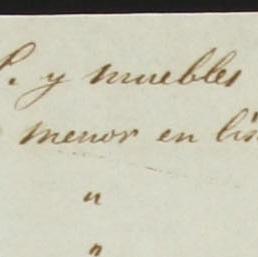 y muebles
menor en
"
"